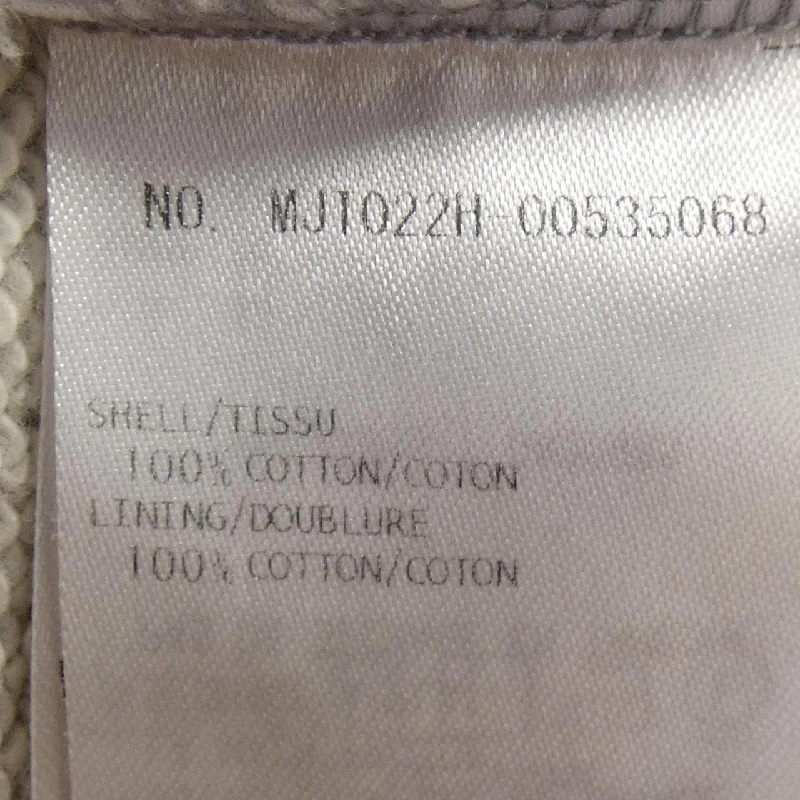 NO. MJT022H-00535068
SHELL/TISSU
100% COTTON/COTON
LINING/DOUBLURE
100% COTTON/COTON